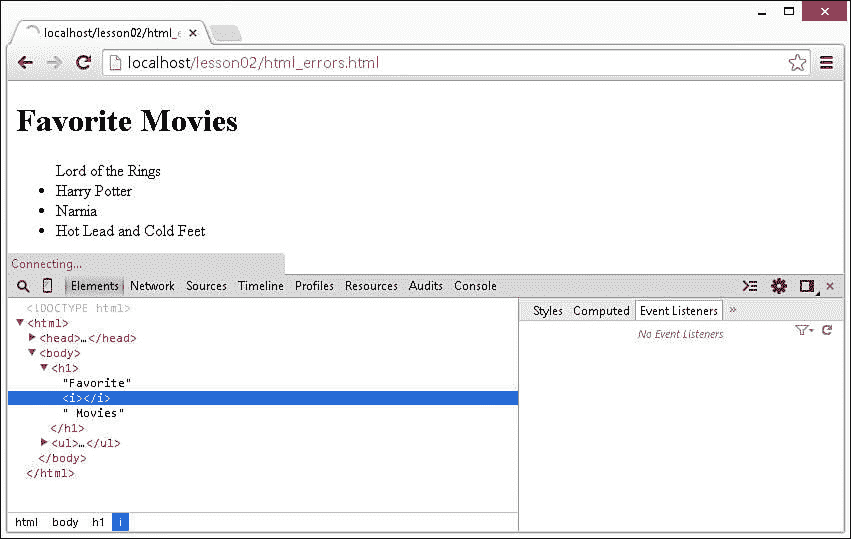 localhost/lesson02/html_e
localhost/lesson02/html_errors.html
Favorite Movies
Lord of the Rings
Harry Potter
Narnia
Hot Lead and Cold Feet
Connecting...
Elements Network Sources Timeline Profiles Resources Audits Console
<!DOCTYPE html>
<html>
<head>…</head>
<body>
<h1>
"Favorite"
<i></i>
" Movies"
</h1>
<ul>…</ul>
</body>
</html>
html body h1 i
Styles Computed Event Listeners »
No Event Listeners